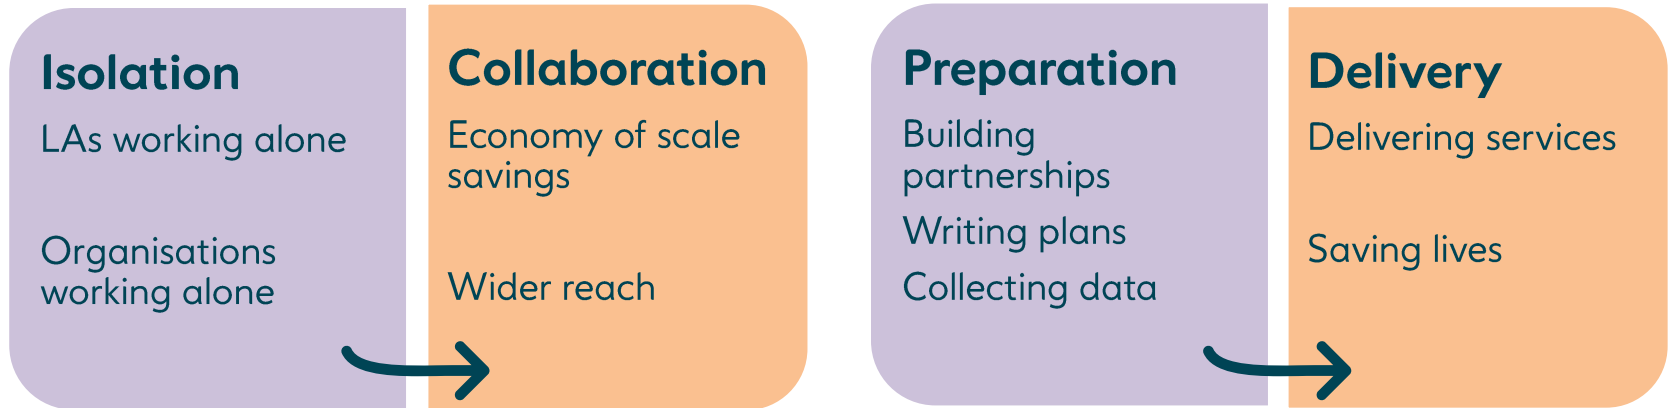 Isolation
LAs working alone
Organisations
working alone
Collaboration
Economy of scale
savings
Wider reach
Preparation
Building
partnerships
Writing plans
Collecting data
Delivery
Delivering services
Saving lives